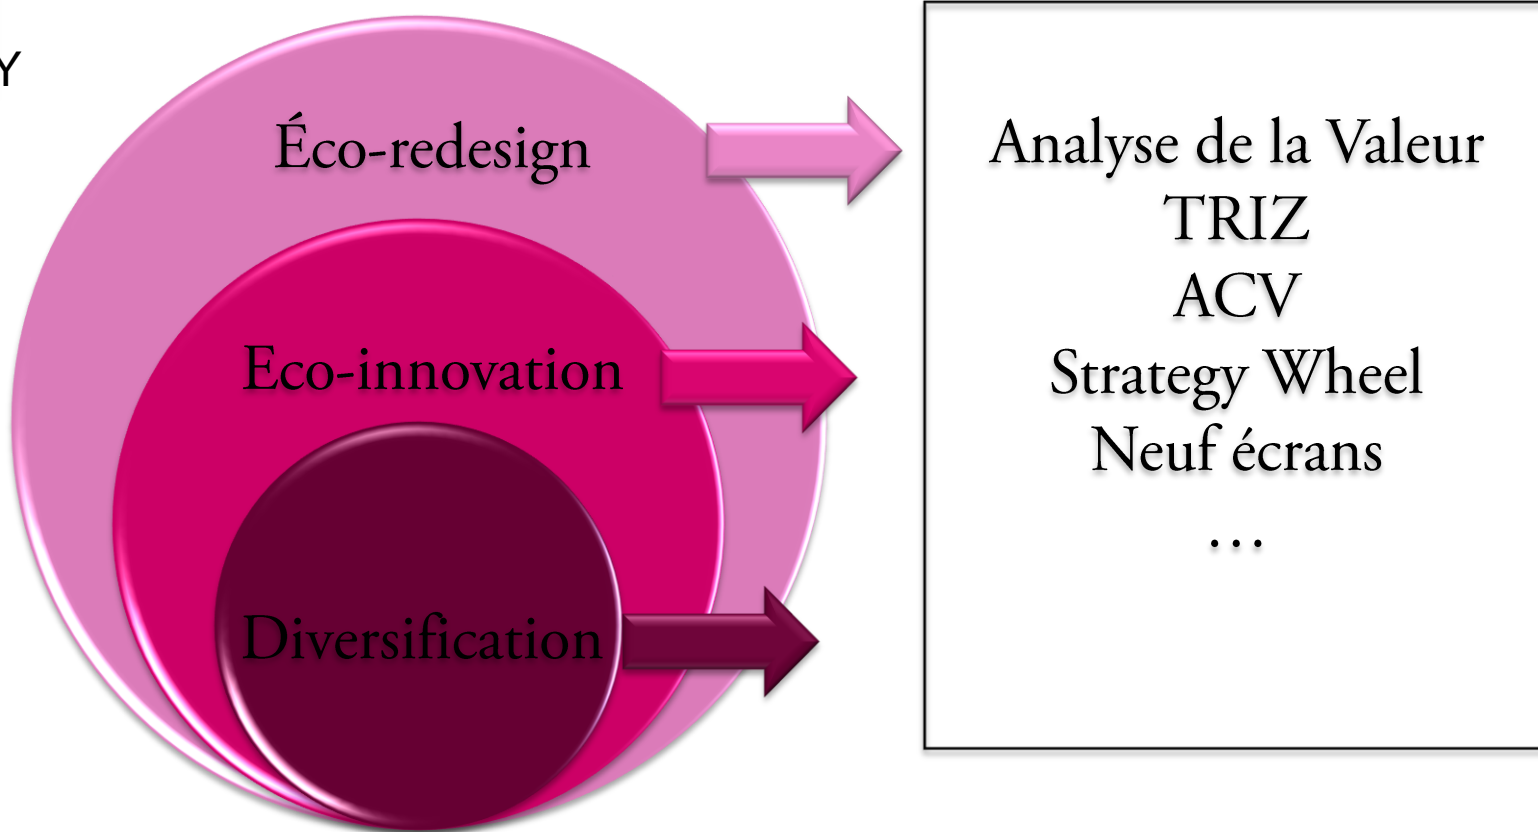 Y
Éco-redesign
Eco-innovation
Diversification
Analyse de la Valeur
TRIZ
ACV
Strategy Wheel
Neuf écrans
…